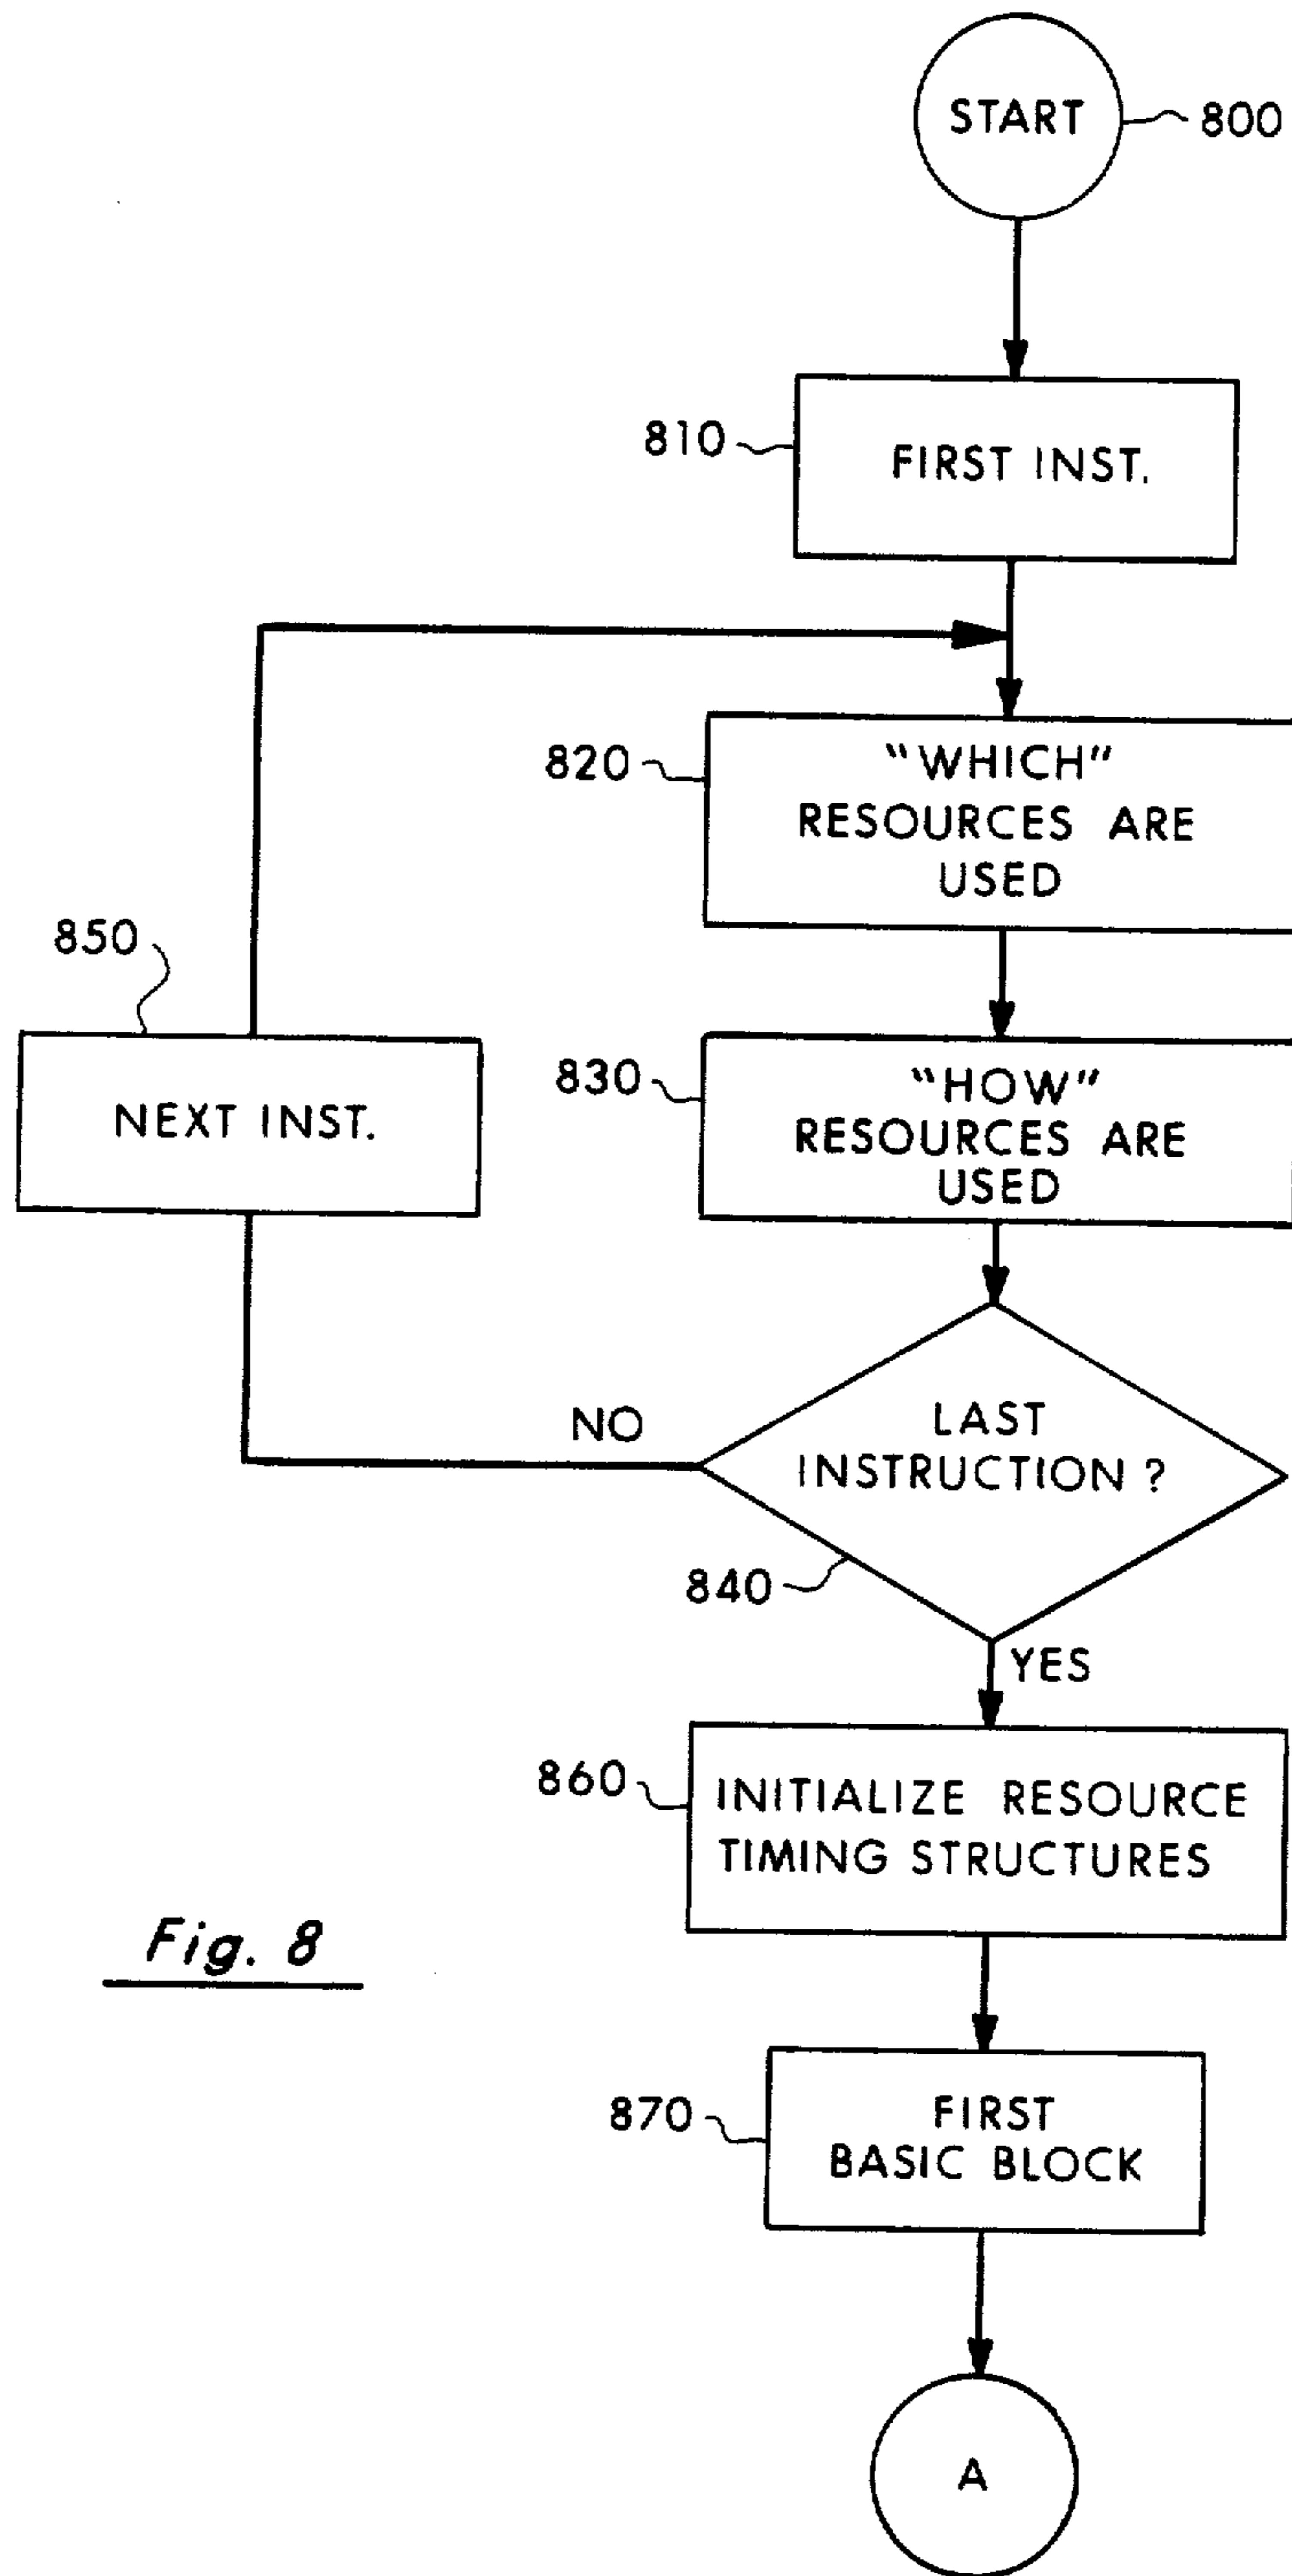 START
800
810
FIRST INST.
820
"WHICH"
RESOURCES ARE
USED
850
NEXT INST.
830
"HOW"
RESOURCES ARE
USED
NO
LAST
INSTRUCTION ?
840
YES
860
INITIALIZE RESOURCE
TIMING STRUCTURES
Fig. 8
870
FIRST
BASIC BLOCK
A